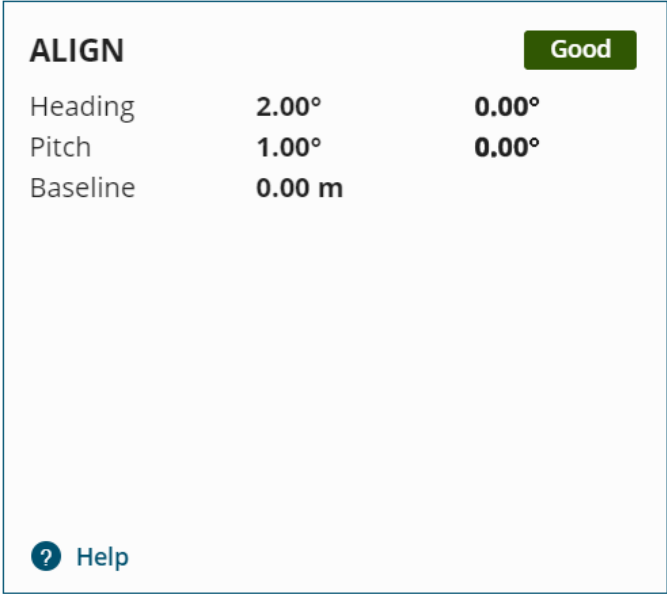 ALIGN Good
Heading 2.00° 0.00°
Pitch 1.00° 0.00°
Baseline 0.00 m
? Help